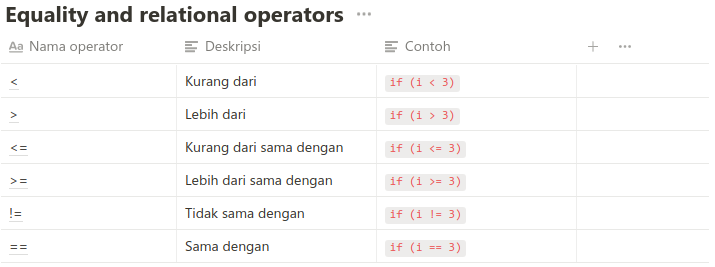 Equality and relational operators ...
Aa Nama operator Deskripsi Contoh + ...
< Kurang dari if (i < 3)
> Lebih dari if (i > 3)
<= Kurang dari sama dengan if (i <= 3)
>= Lebih dari sama dengan if (i >= 3)
!= Tidak sama dengan if (i != 3)
== Sama dengan if (i == 3)